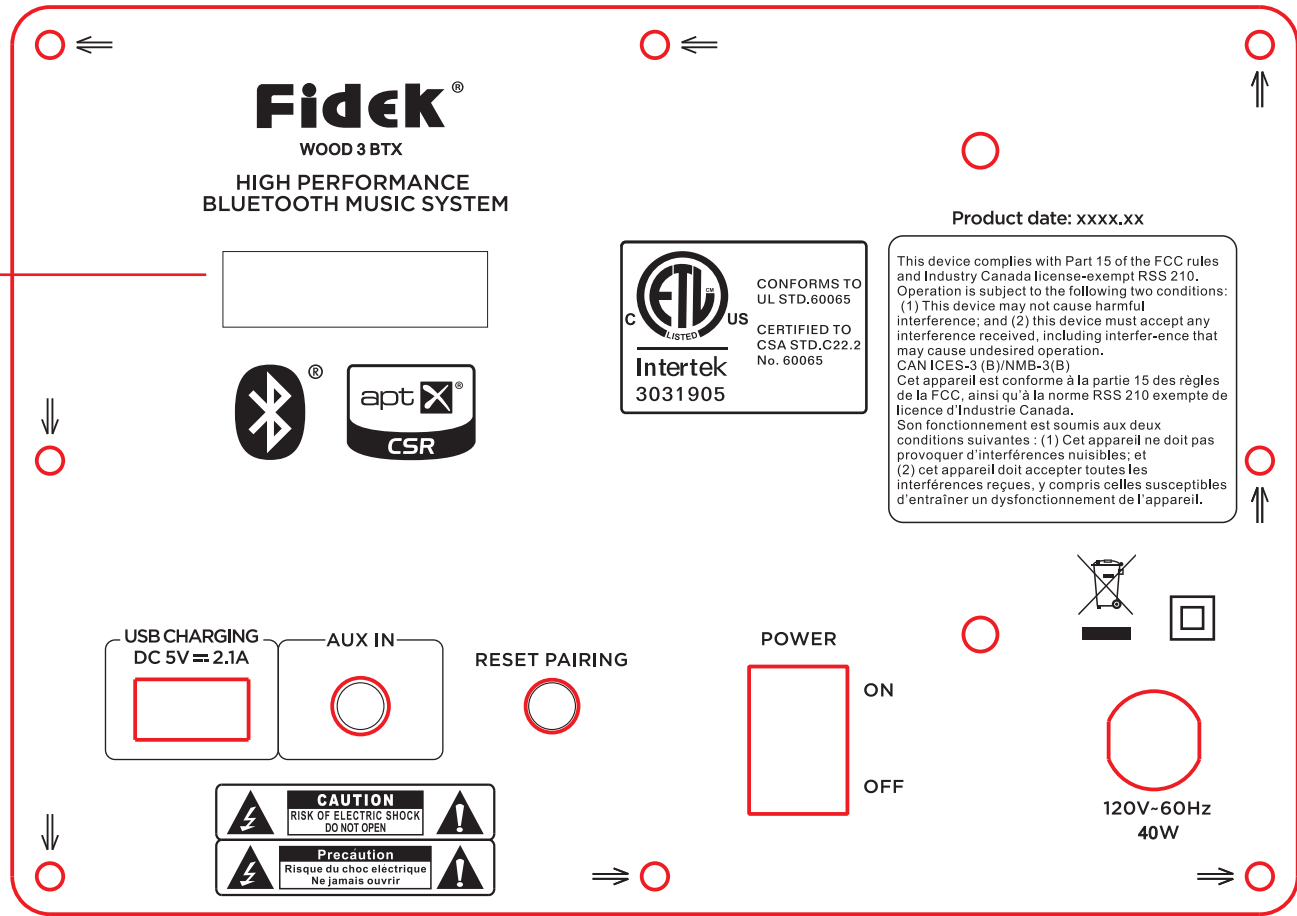 Fidek®
WOOD 3 BTX
HIGH PERFORMANCE
BLUETOOTH MUSIC SYSTEM
®
apt X®
CSR
ETL CM
LISTED
C US
Intertek
3031905
CONFORMS TO
UL STD.60065
CERTIFIED TO
CSA STD.C22.2
No. 60065
Product date: xxxx.xx
This device complies with Part 15 of the FCC rules
and Industry Canada license-exempt RSS 210.
Operation is subject to the following two conditions:
(1) This device may not cause harmful
interference; and (2) this device must accept any
interference received, including interfer-ence that
may cause undesired operation.
CAN ICES-3 (B)/NMB-3(B)
Cet appareil est conforme à la partie 15 des règles
de la FCC, ainsi qu'à la norme RSS 210 exempte de
licence d'Industrie Canada.
Son fonctionnement est soumis aux deux
conditions suivantes : (1) Cet appareil ne doit pas
provoquer d'interférences nuisibles; et
(2) cet appareil doit accepter toutes les
interférences reçues, y compris celles susceptibles
d'entraîner un dysfonctionnement de l'appareil.
USB CHARGING
DC 5V⎓2.1A
AUX IN
RESET PAIRING
POWER
ON
OFF
120V~60Hz
40W
CAUTION
RISK OF ELECTRIC SHOCK
DO NOT OPEN
Precáution
Risque du choc eléctrique
Ne jamais ouvrir